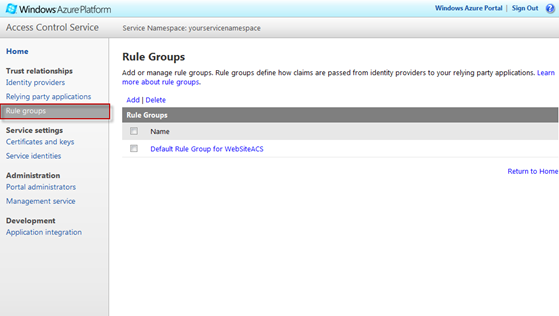 Windows Azure Platform
Windows Azure Portal | Sign Out ?
Access Control Service
Service Namespace: yourservicenamespace
Home
Trust relationships
Identity providers
Relying party applications
Rule groups
Service settings
Certificates and keys
Service identities
Administration
Portal administrators
Management service
Development
Application integration
Rule Groups
Add or manage rule groups. Rule groups define how claims are passed from identity providers to your relying party applications. Learn
more about rule groups.
Add | Delete
Rule Groups
Name
Default Rule Group for WebSiteACS
Return to Home